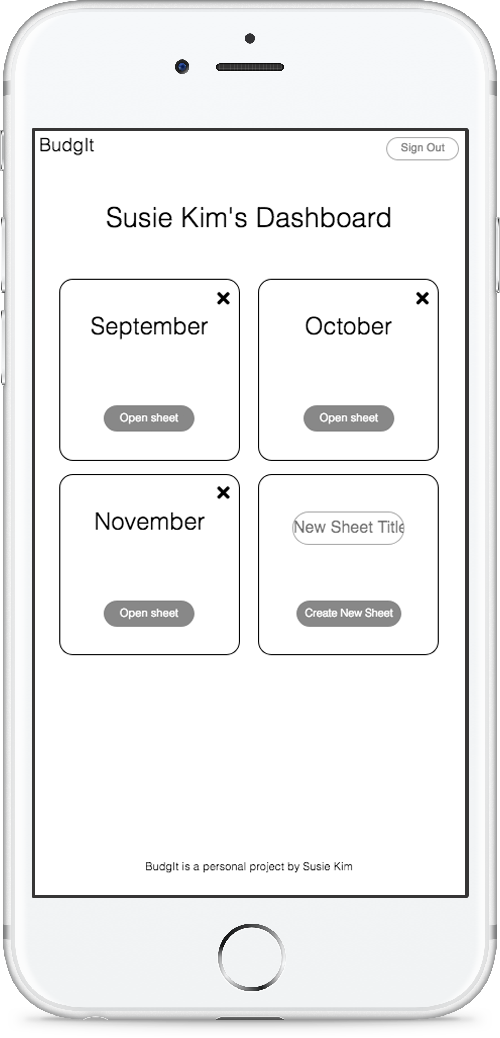 BudgIt
Sign Out
Susie Kim's Dashboard
September
October
Open sheet
Open sheet
November
New Sheet Title
Open sheet
Create New Sheet
BudgIt is a personal project by Susie Kim